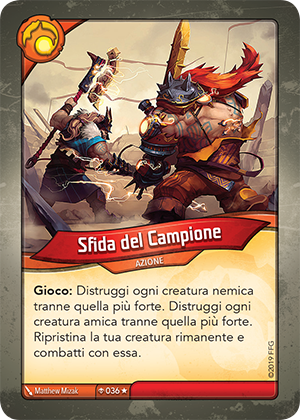 Sfida del Campione
AZIONE
Gioco: Distruggi ogni creatura nemica
tranne quella più forte. Distruggi ogni
creatura amica tranne quella più forte.
Ripristina la tua creatura rimanente e
combatti con essa.
©2019 FFG
Matthew Mizak
036